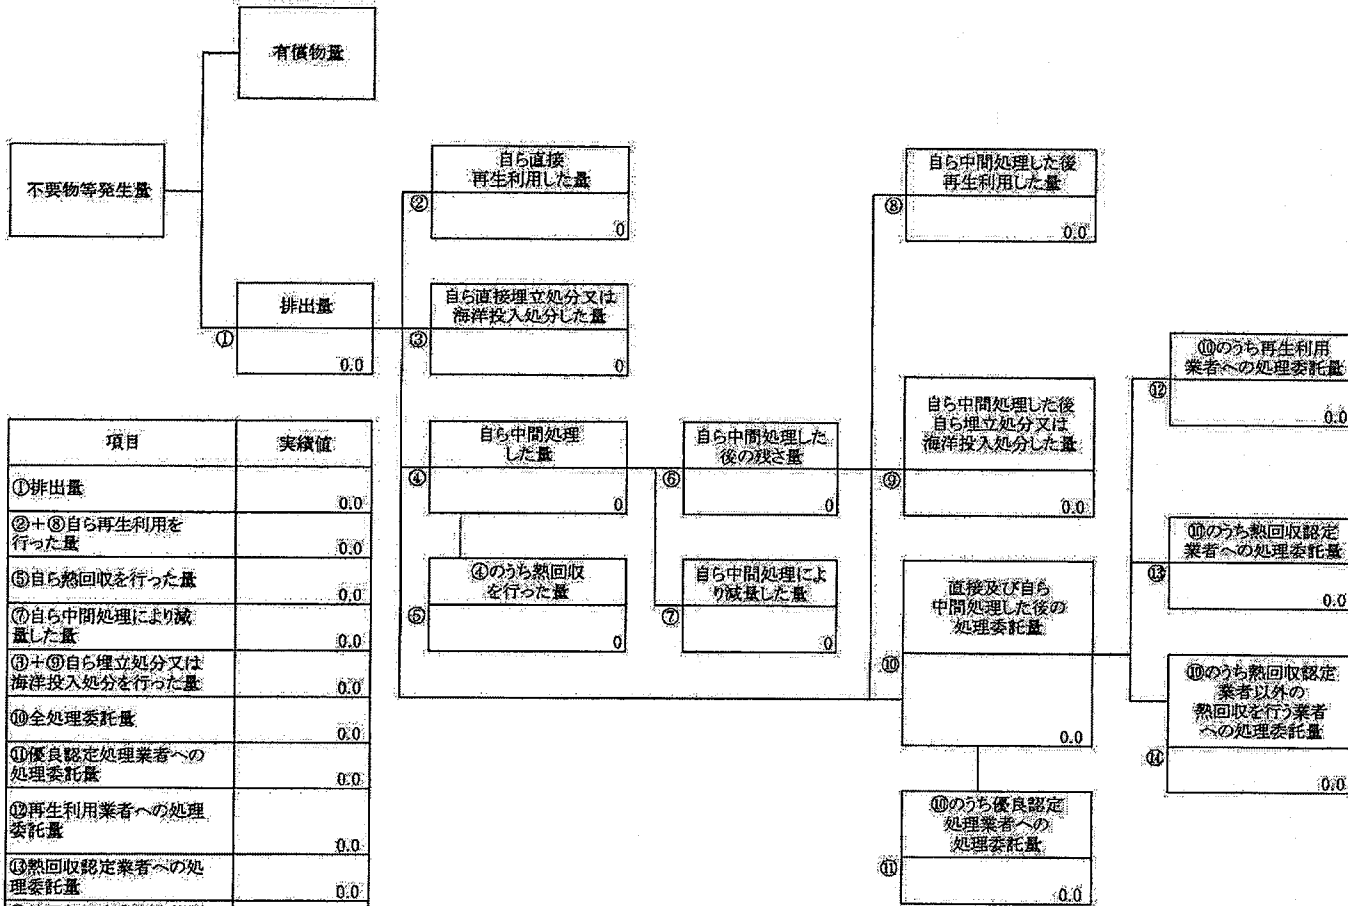 有償物量
不要物等発生量
① 排出量
0.0
② 自ら直接
再生利用した量
0
③ 自ら直接埋立処分又は
海洋投入処分した量
0
④ 自ら中間処理
した量
0
⑤ ④のうち熱回収
を行った量
0
⑥ 自ら中間処理した
後の残さ量
0
⑦ 自ら中間処理によ
り減量した量
0
⑧ 自ら中間処理した後
再生利用した量
0.0
⑨ 自ら中間処理した後
自ら埋立処分又は
海洋投入処分した量
0.0
⑩ 直接及び自ら
中間処理した後の
処理委託量
0.0
⑪ ⑩のうち優良認定
処理業者への
処理委託量
0.0
⑫ ⑩のうち再生利用
業者への処理委託量
0.0
⑬ ⑩のうち熱回収認定
業者への処理委託量
0.0
⑭ ⑩のうち熱回収認定
業者以外の
熱回収を行う業者
への処理委託量
0.0
項目 実績値
①排出量 0.0
②+⑧自ら再生利用を
行った量 0.0
⑤自ら熱回収を行った量 0.0
⑦自ら中間処理により減
量した量 0.0
③+⑨自ら埋立処分又は
海洋投入処分を行った量 0.0
⑩全処理委託量 0.0
⑪優良認定処理業者への
処理委託量 0.0
⑫再生利用業者への処理
委託量 0.0
⑬熱回収認定業者への処
理委託量 0.0